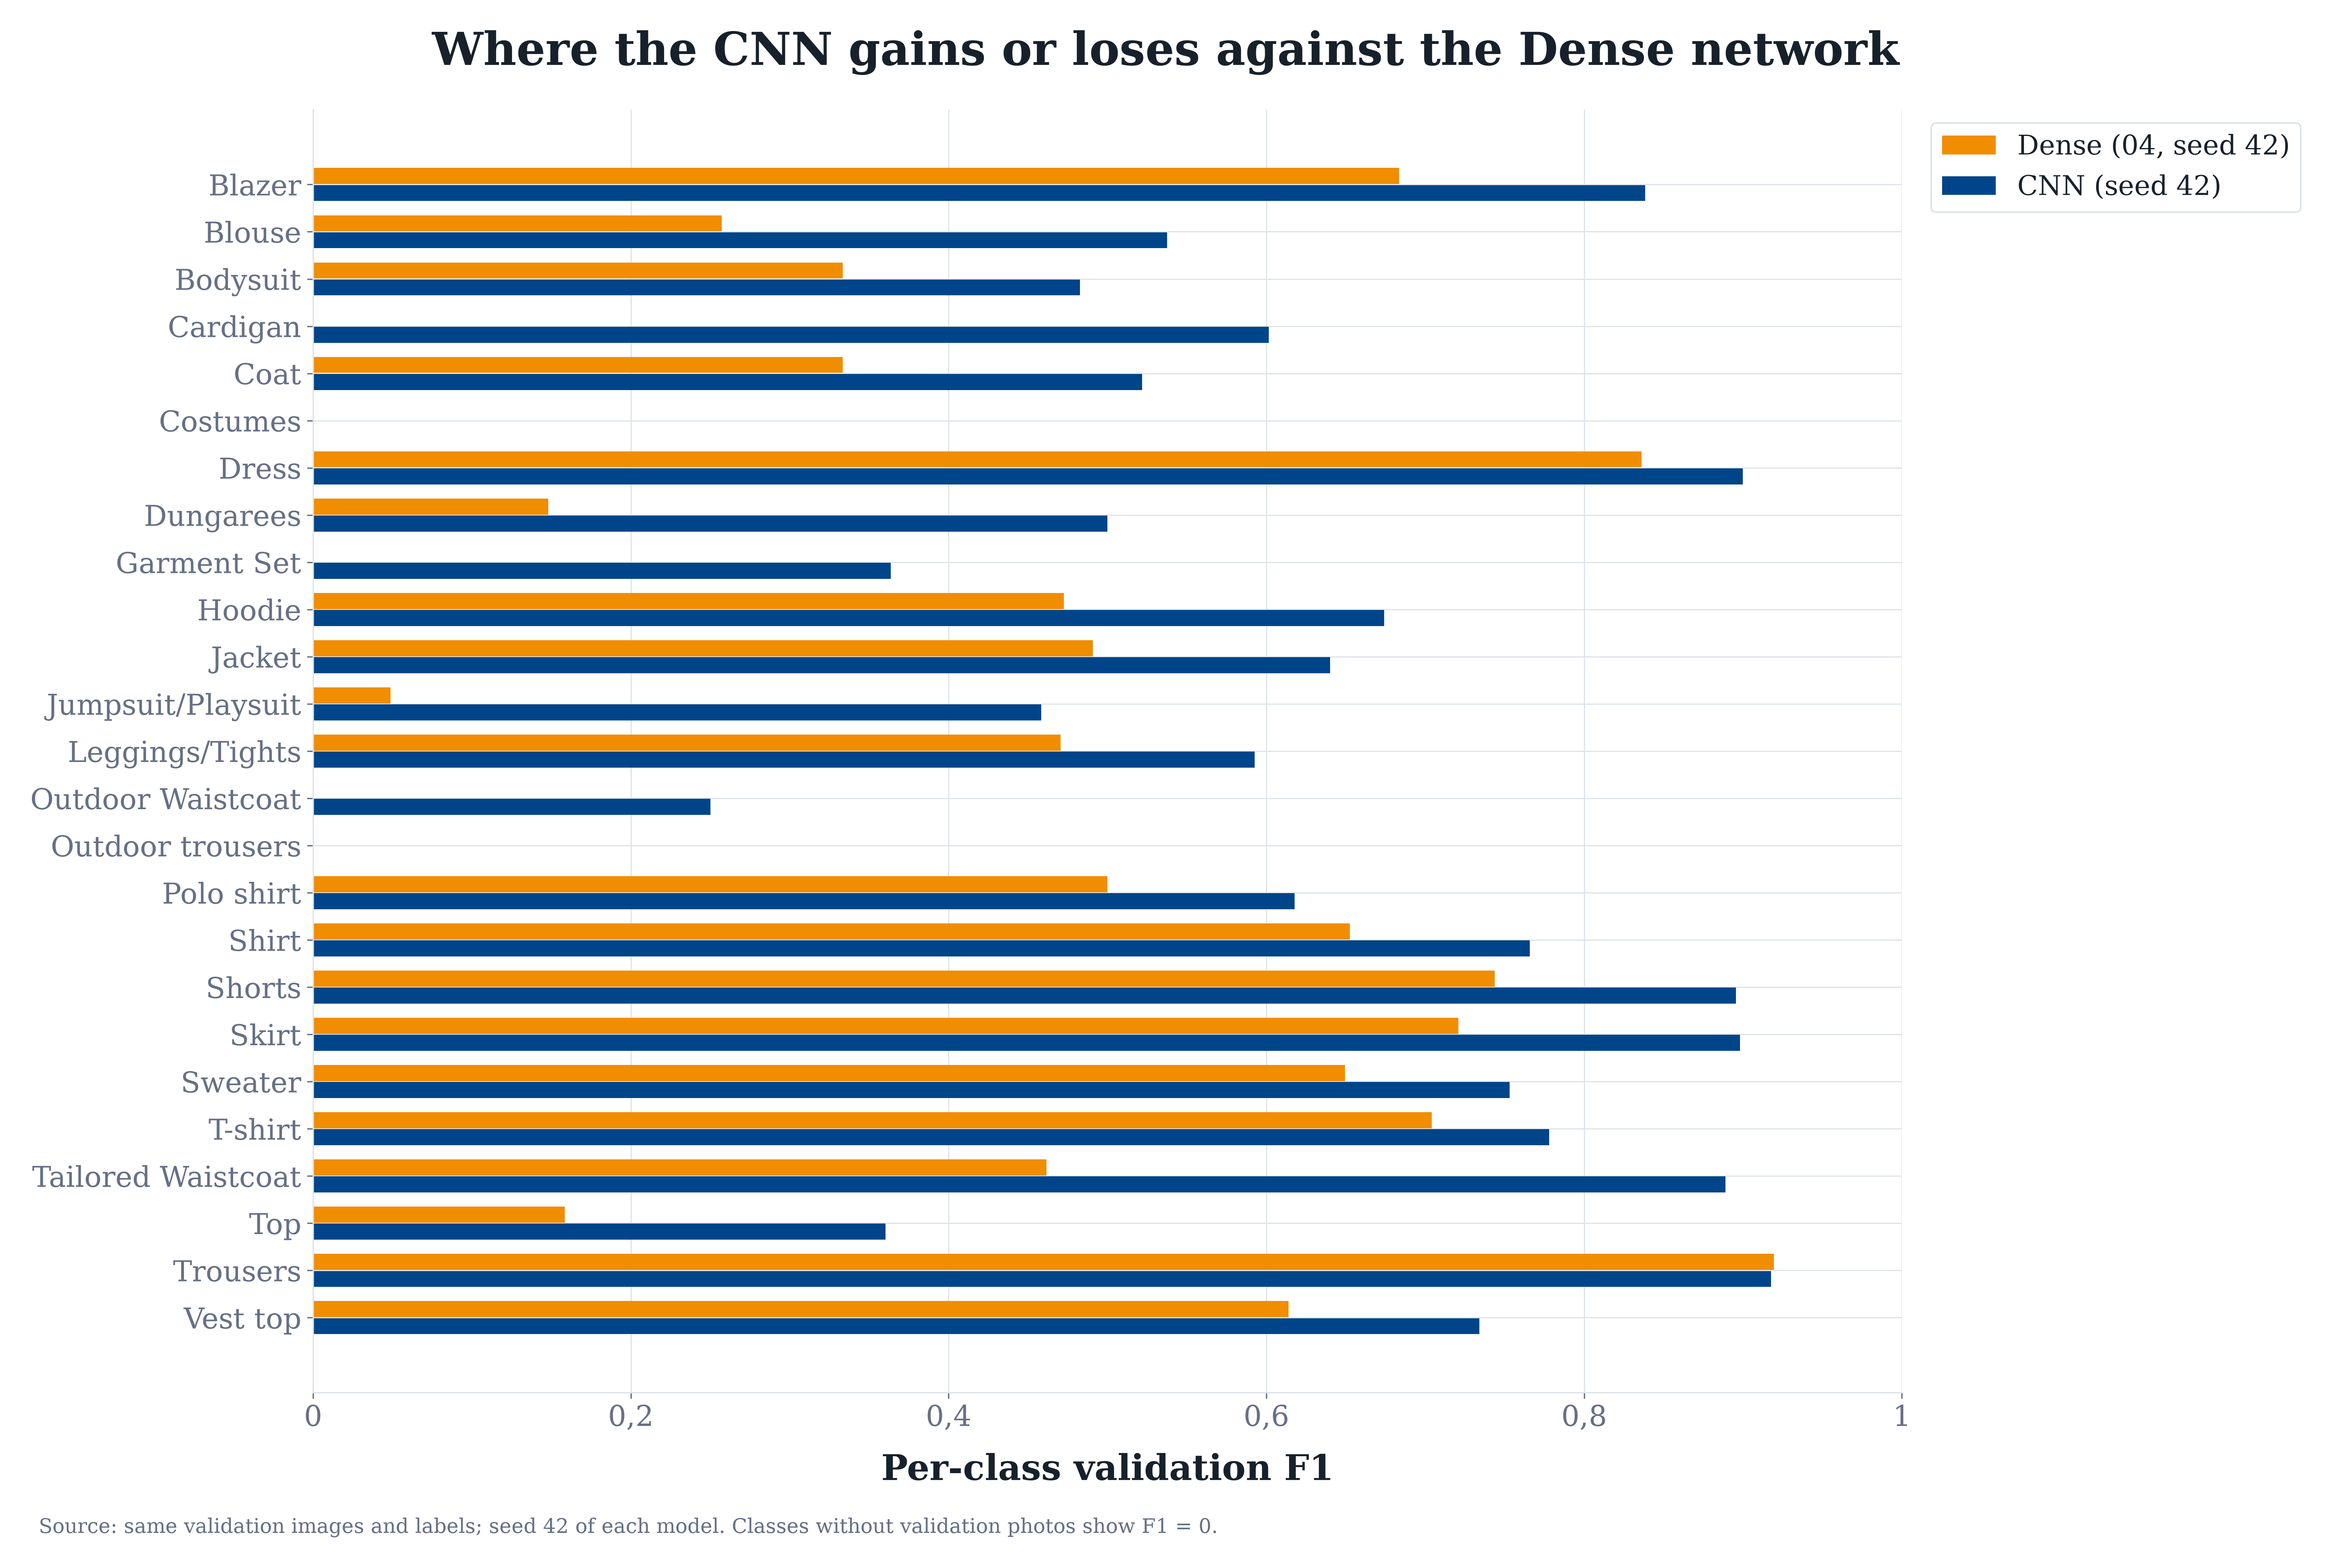 Where the CNN gains or loses against the Dense network
Dense (04, seed 42)
CNN (seed 42)
Blazer
Blouse
Bodysuit
Cardigan
Coat
Costumes
Dress
Dungarees
Garment Set
Hoodie
Jacket
Jumpsuit/Playsuit
Leggings/Tights
Outdoor Waistcoat
Outdoor trousers
Polo shirt
Shirt
Shorts
Skirt
Sweater
T-shirt
Tailored Waistcoat
Top
Trousers
Vest top
0 0,2 0,4 0,6 0,8 1
Per-class validation F1
Source: same validation images and labels; seed 42 of each model. Classes without validation photos show F1 = 0.